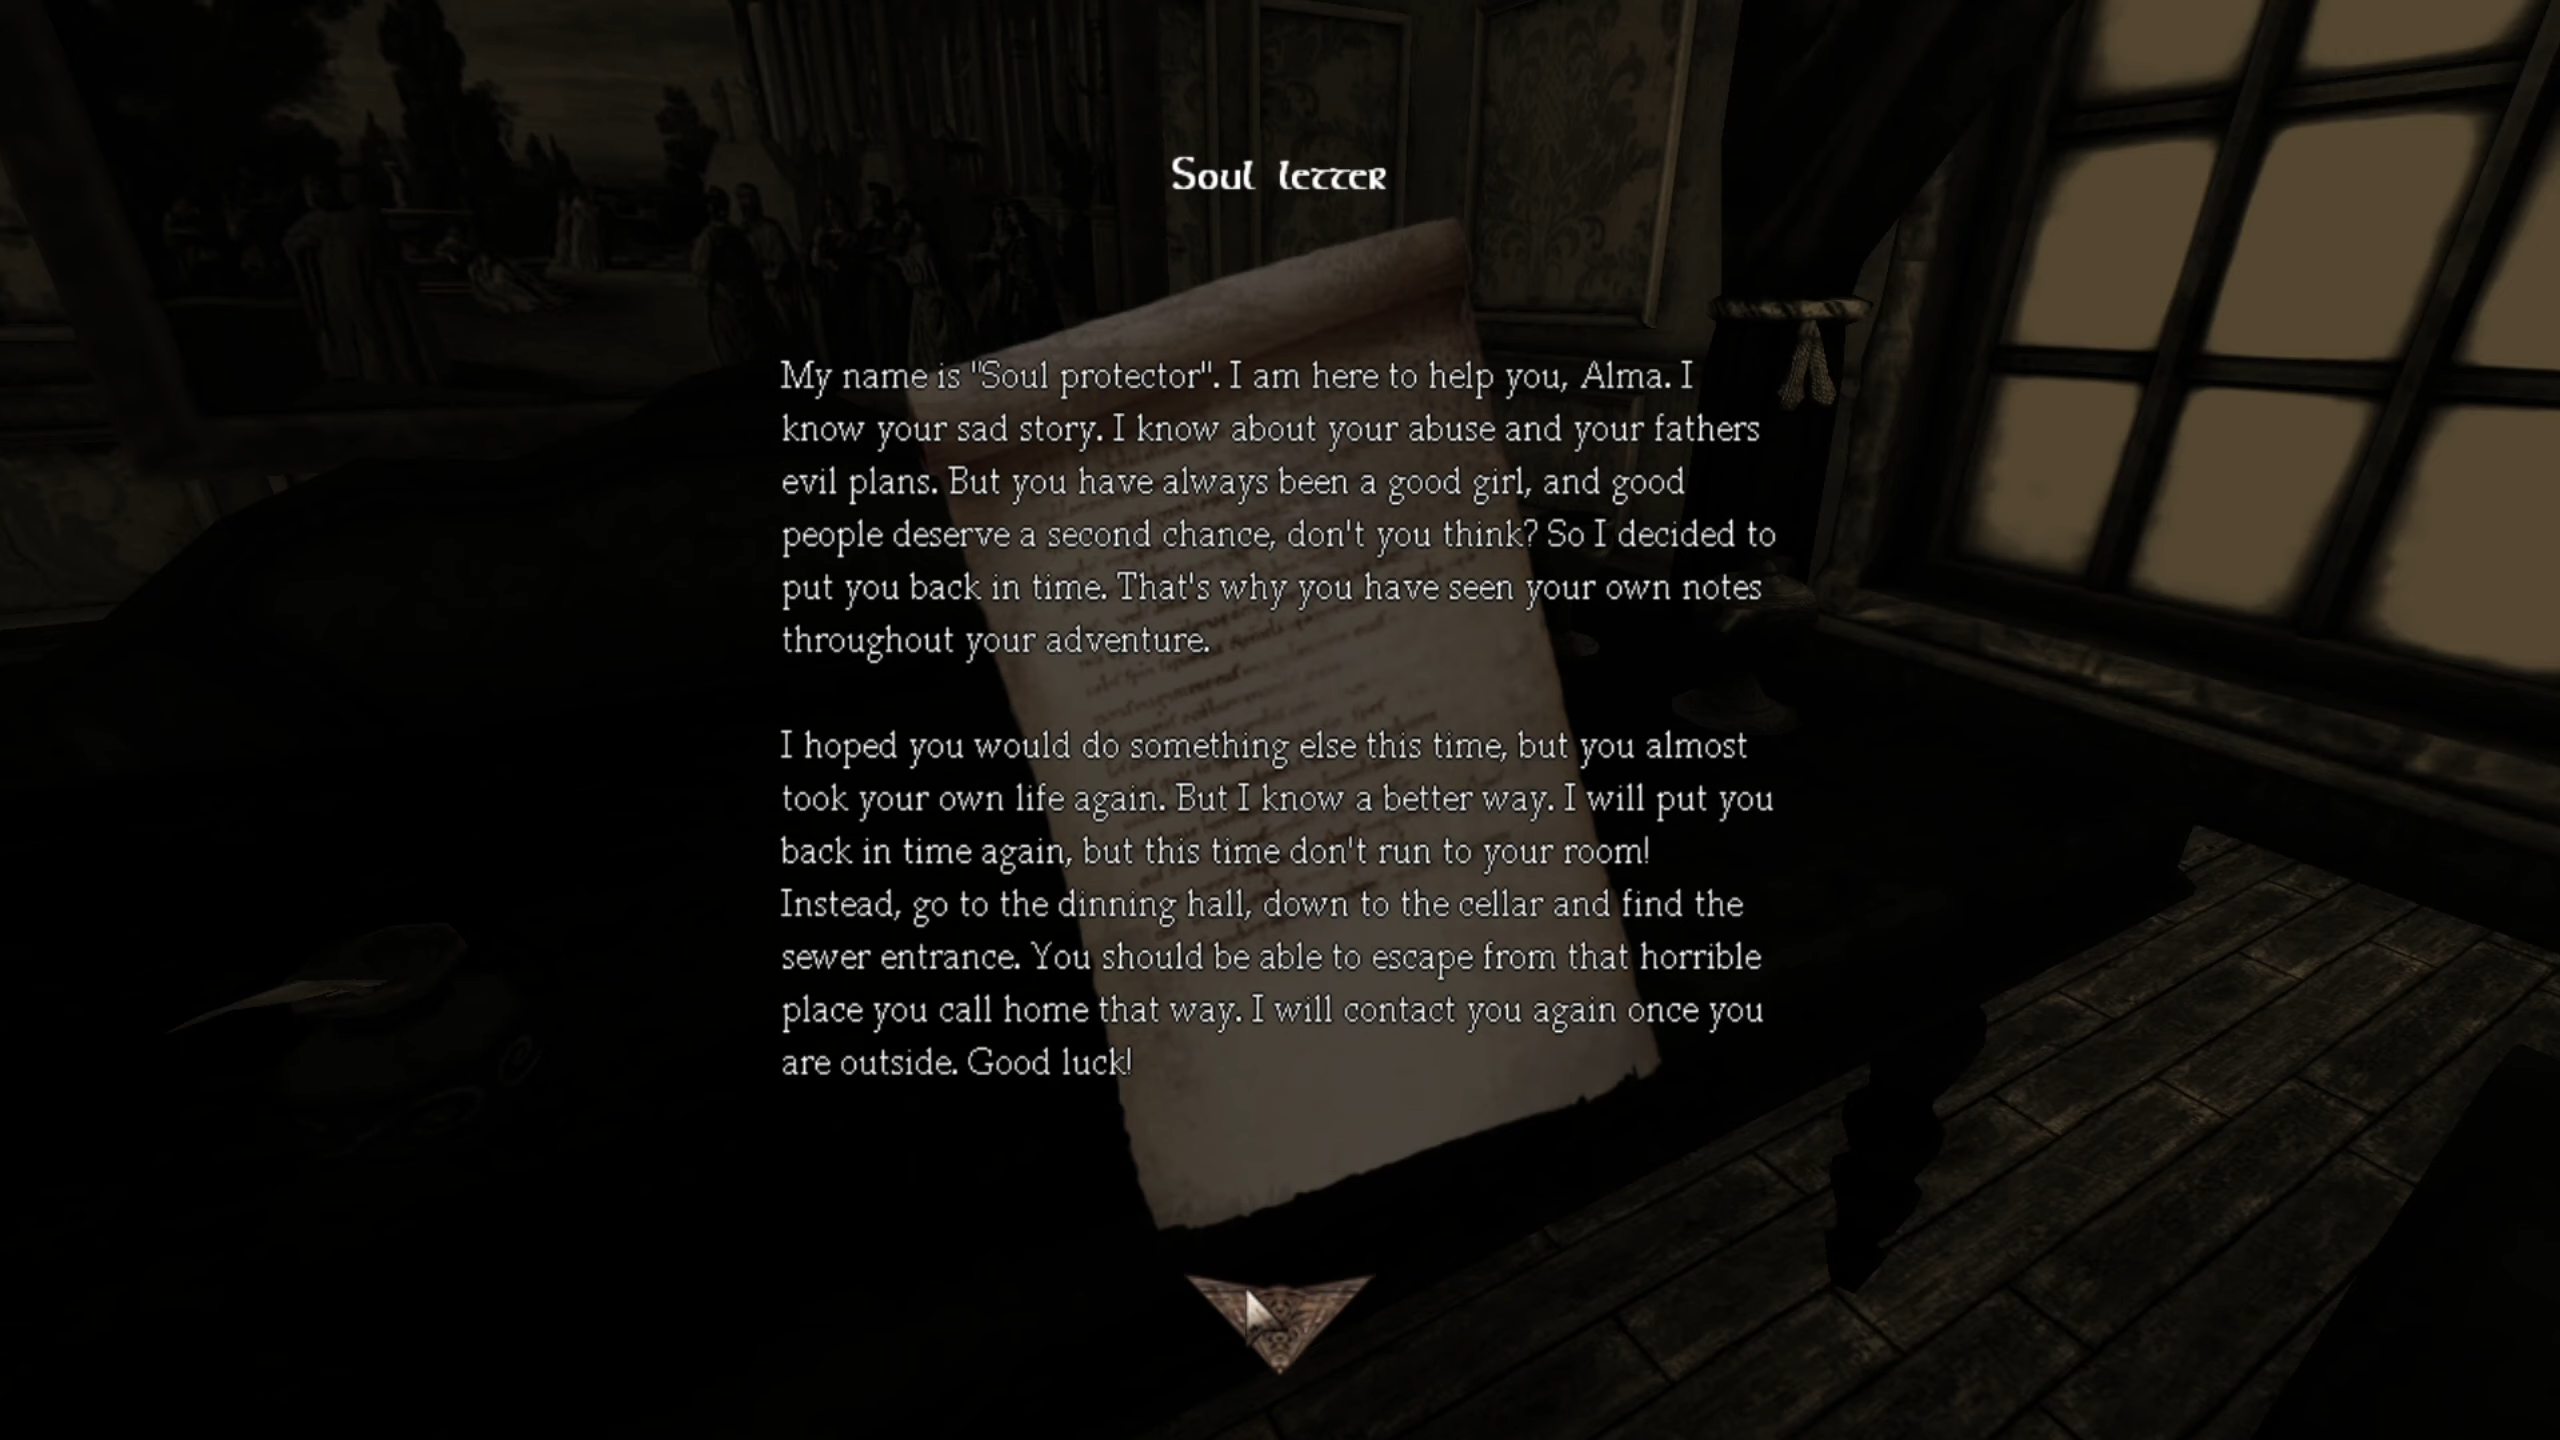 Soul letter
My name is "Soul protector". I am here to help you, Alma. I
know your sad story. I know about your abuse and your fathers
evil plans. But you have always been a good girl, and good
people deserve a second chance, don't you think? So I decided to
put you back in time. That's why you have seen your own notes
throughout your adventure.
I hoped you would do something else this time, but you almost
took your own life again. But I know a better way. I will put you
back in time again, but this time don't run to your room!
Instead, go to the dinning hall, down to the cellar and find the
sewer entrance. You should be able to escape from that horrible
place you call home that way. I will contact you again once you
are outside. Good luck!